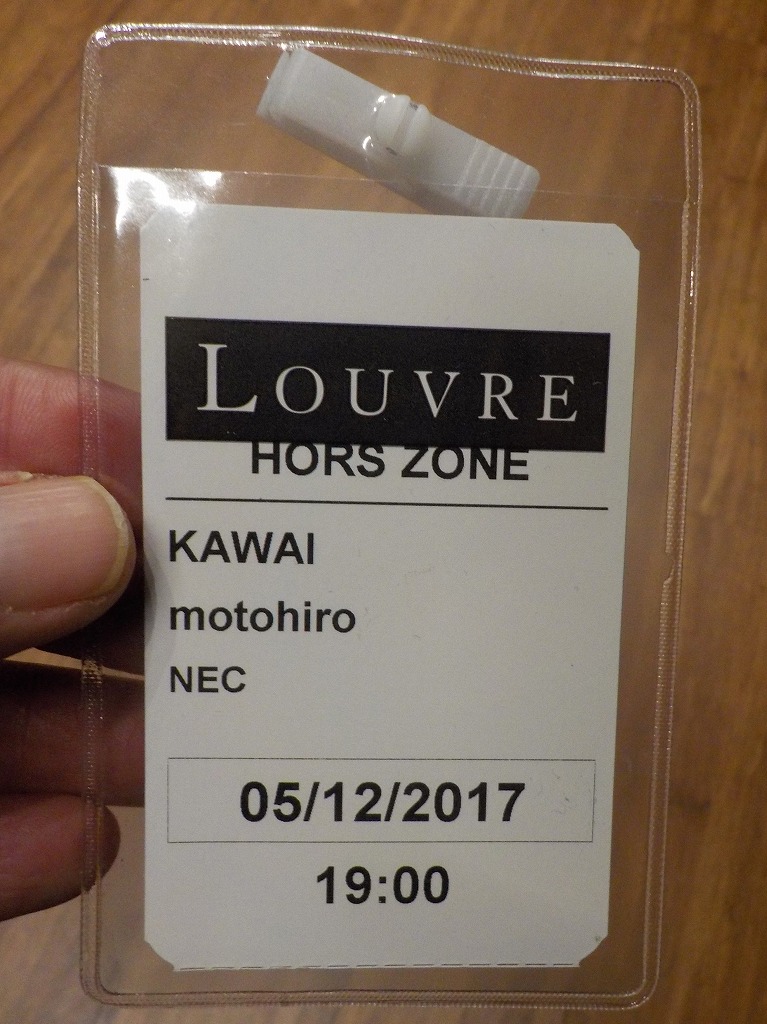 LOUVRE
HORS ZONE
KAWAI
motohiro
NEC
05/12/2017
19:00